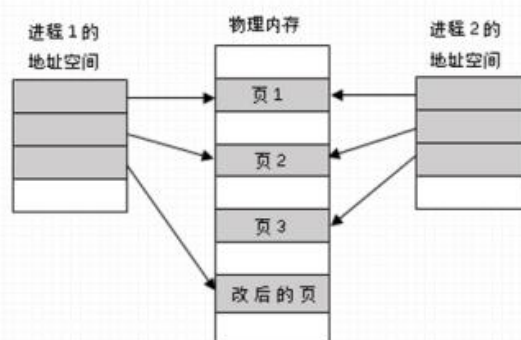 进程 1 的
地址空间
物理内存
进程 2 的
地址空间
页 1
页 2
页 3
改后的页